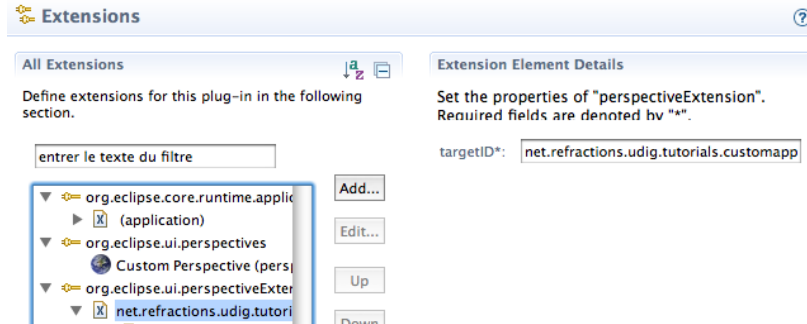 Extensions
All Extensions
Define extensions for this plug-in in the following
section.
entrer le texte du filtre
org.eclipse.core.runtime.applic
(application)
org.eclipse.ui.perspectives
Custom Perspective (persp
org.eclipse.ui.perspectiveExter
net.refractions.udig.tutori
Add...
Edit...
Up
Down
Extension Element Details
Set the properties of "perspectiveExtension".
Required fields are denoted by "*".
targetID*: net.refractions.udig.tutorials.customapp